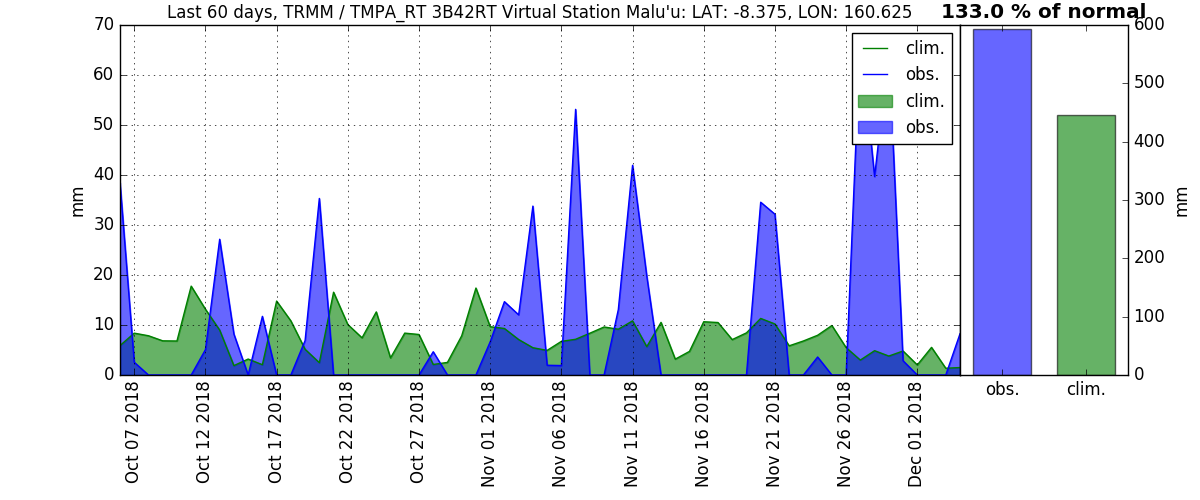 Last 60 days, TRMM / TMPA_RT 3B42RT Virtual Station Malu'u: LAT: -8.375, LON: 160.625
133.0 % of normal
70
60
50
40
30
20
10
0
mm
clim.
obs.
clim.
obs.
600
500
400
300
200
100
0
mm
obs.
clim.
Oct 07 2018
Oct 12 2018
Oct 17 2018
Oct 22 2018
Oct 27 2018
Nov 01 2018
Nov 06 2018
Nov 11 2018
Nov 16 2018
Nov 21 2018
Nov 26 2018
Dec 01 2018